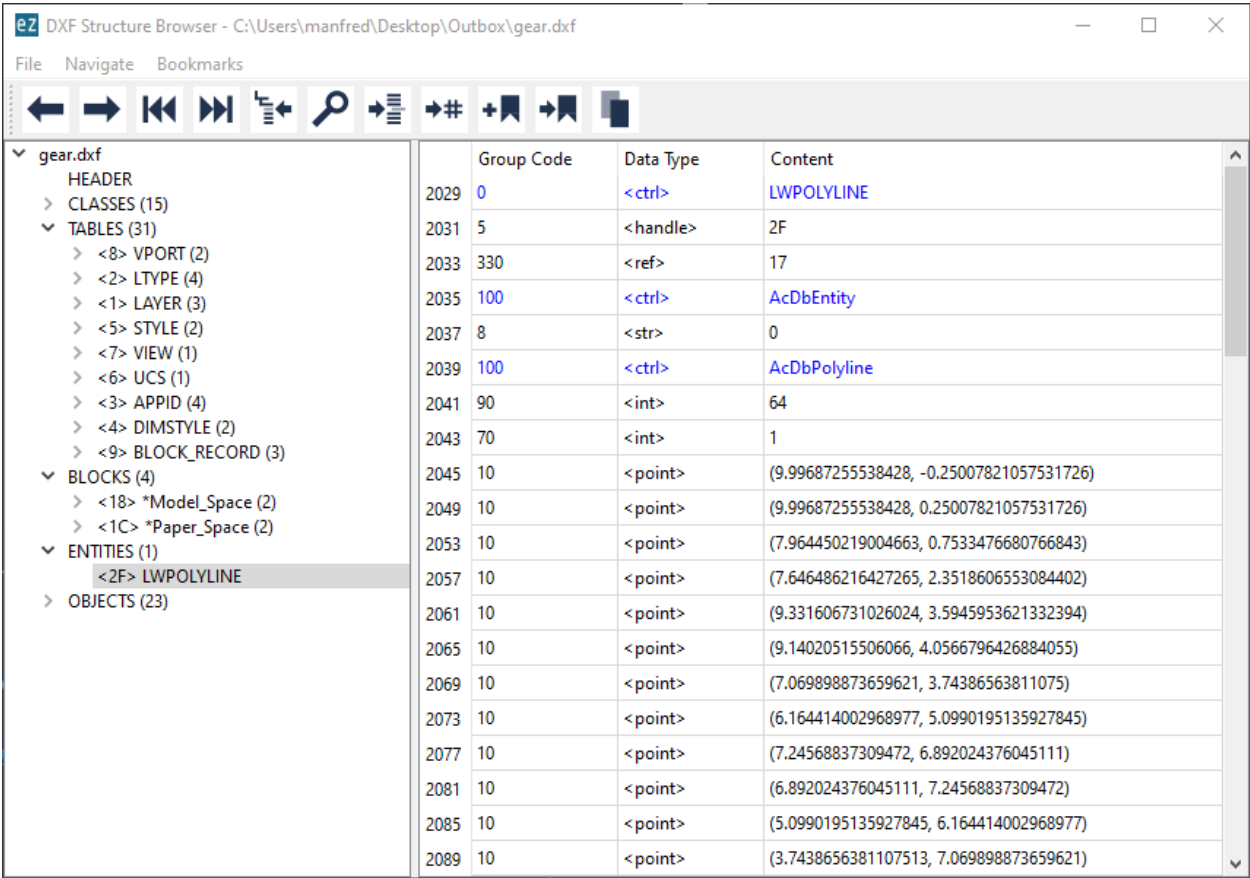 ez DXF Structure Browser - C:\Users\manfred\Desktop\Outbox\gear.dxf
File Navigate Bookmarks
gear.dxf
HEADER
CLASSES (15)
TABLES (31)
<8> VPORT (2)
<2> LTYPE (4)
<1> LAYER (3)
<5> STYLE (2)
<7> VIEW (1)
<6> UCS (1)
<3> APPID (4)
<4> DIMSTYLE (2)
<9> BLOCK_RECORD (3)
BLOCKS (4)
<18> *Model_Space (2)
<1C> *Paper_Space (2)
ENTITIES (1)
<2F> LWPOLYLINE
OBJECTS (23)
Group Code Data Type Content
2029 0 <ctrl> LWPOLYLINE
2031 5 <handle> 2F
2033 330 <ref> 17
2035 100 <ctrl> AcDbEntity
2037 8 <str> 0
2039 100 <ctrl> AcDbPolyline
2041 90 <int> 64
2043 70 <int> 1
2045 10 <point> (9.99687255538428, -0.25007821057531726)
2049 10 <point> (9.99687255538428, 0.25007821057531726)
2053 10 <point> (7.964450219004663, 0.7533476680766843)
2057 10 <point> (7.646486216427265, 2.3518606553084402)
2061 10 <point> (9.331606731026024, 3.5945953621332394)
2065 10 <point> (9.14020515506066, 4.0566796426884055)
2069 10 <point> (7.069898873659621, 3.74386563811075)
2073 10 <point> (6.164414002968977, 5.0990195135927845)
2077 10 <point> (7.24568837309472, 6.892024376045111)
2081 10 <point> (6.892024376045111, 7.24568837309472)
2085 10 <point> (5.0990195135927845, 6.164414002968977)
2089 10 <point> (3.7438656381107513, 7.069898873659621)